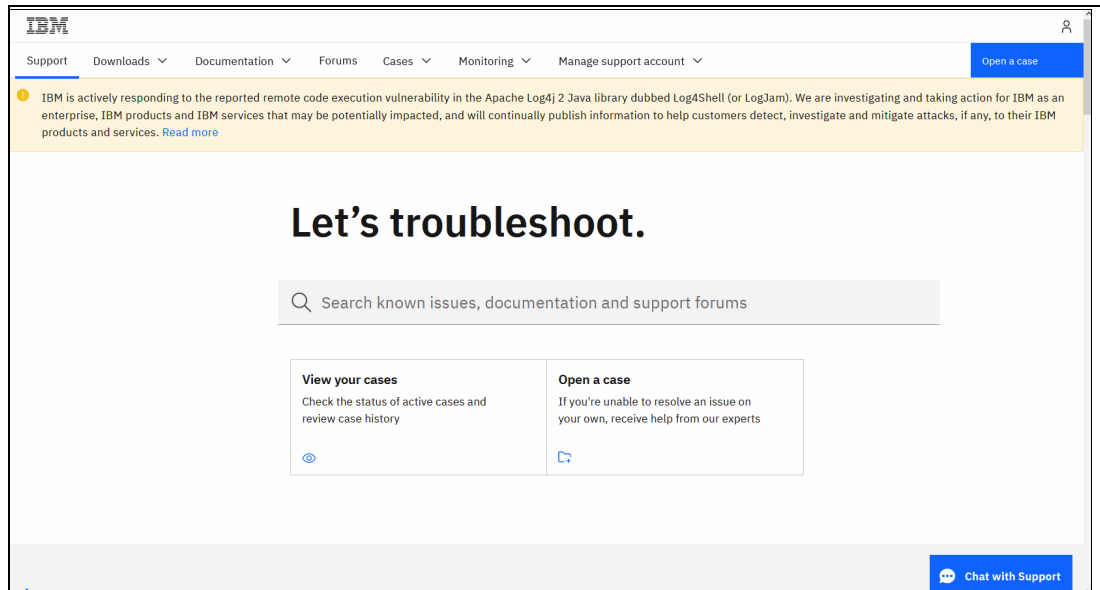 IBM
Support Downloads Documentation Forums Cases Monitoring Manage support account Open a case
IBM is actively responding to the reported remote code execution vulnerability in the Apache Log4j 2 Java library dubbed Log4Shell (or LogJam). We are investigating and taking action for IBM as an
enterprise, IBM products and IBM services that may be potentially impacted, and will continually publish information to help customers detect, investigate and mitigate attacks, if any, to their IBM
products and services. Read more
Let’s troubleshoot.
Search known issues, documentation and support forums
View your cases
Check the status of active cases and
review case history
Open a case
If you're unable to resolve an issue on
your own, receive help from our experts
Chat with Support